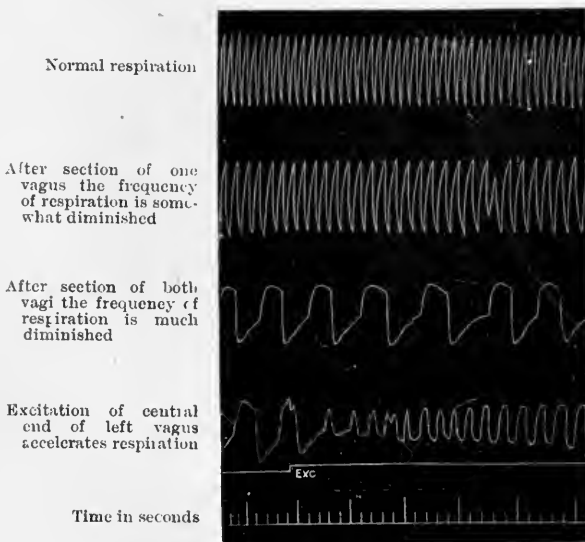 Normal respiration
After section of one
vagus the frequency
of respiration is some-
what diminished
After section of both
vagi the frequency of
respiration is much
diminished
Excitation of central
end of left vagus
accelerates respiration
Exc
Time in seconds